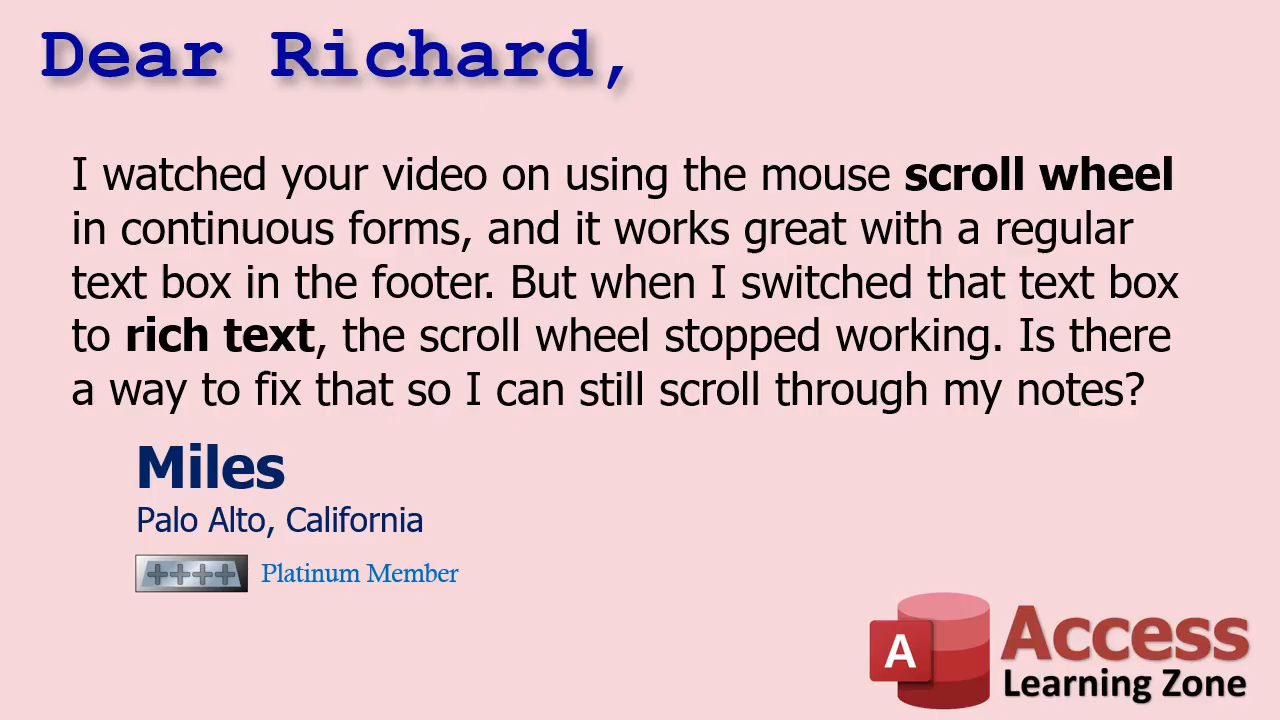 Dear Richard,
I watched your video on using the mouse scroll wheel
in continuous forms, and it works great with a regular
text box in the footer. But when I switched that text box
to rich text, the scroll wheel stopped working. Is there
a way to fix that so I can still scroll through my notes?
Miles
Palo Alto, California
Platinum Member
A
Access
Learning Zone